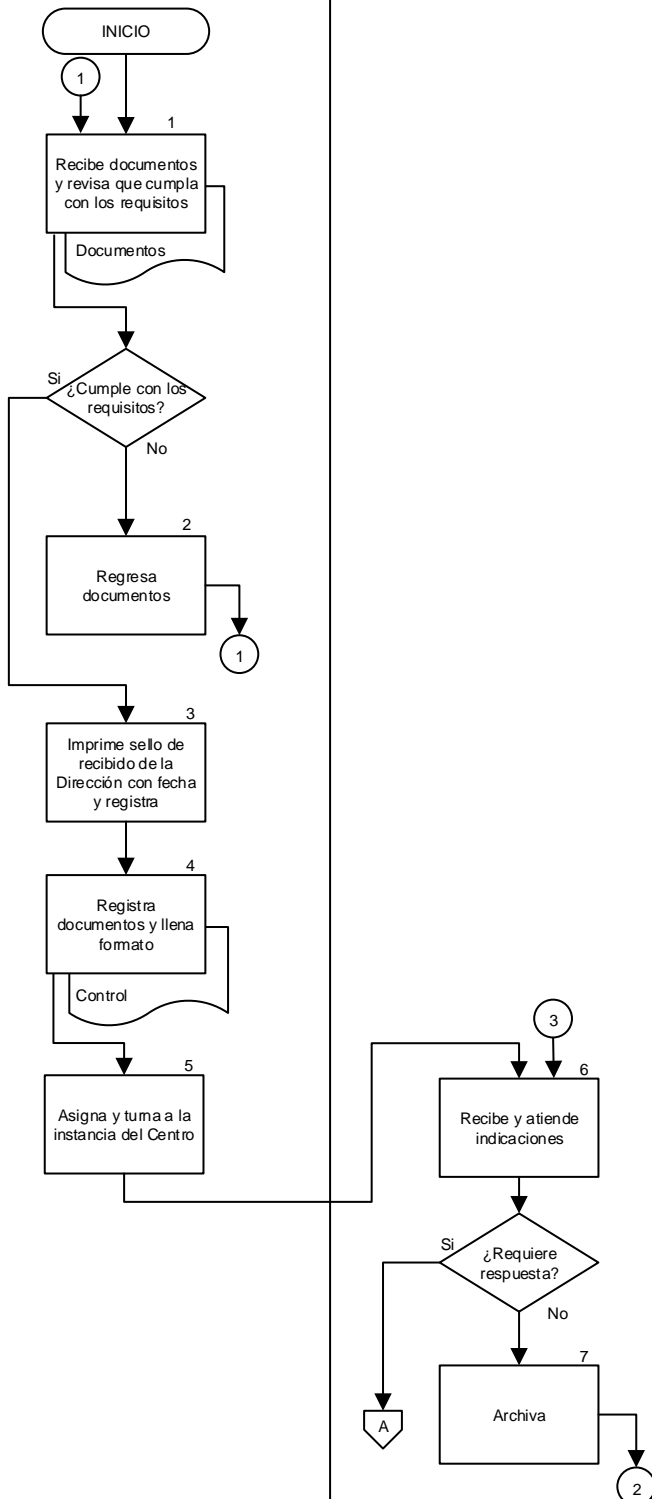 INICIO
1
1
Recibe documentos
y revisa que cumpla
con los requisitos
Documentos
Si
¿Cumple con los
requisitos?
No
2
Regresa
documentos
1
3
Imprime sello de
recibido de la
Dirección con fecha
y registra
4
Registra
documentos y llena
formato
Control
5
Asigna y turna a la
instancia del Centro
3
6
Recibe y atiende
indicaciones
Si
¿Requiere
respuesta?
No
7
Archiva
A
2